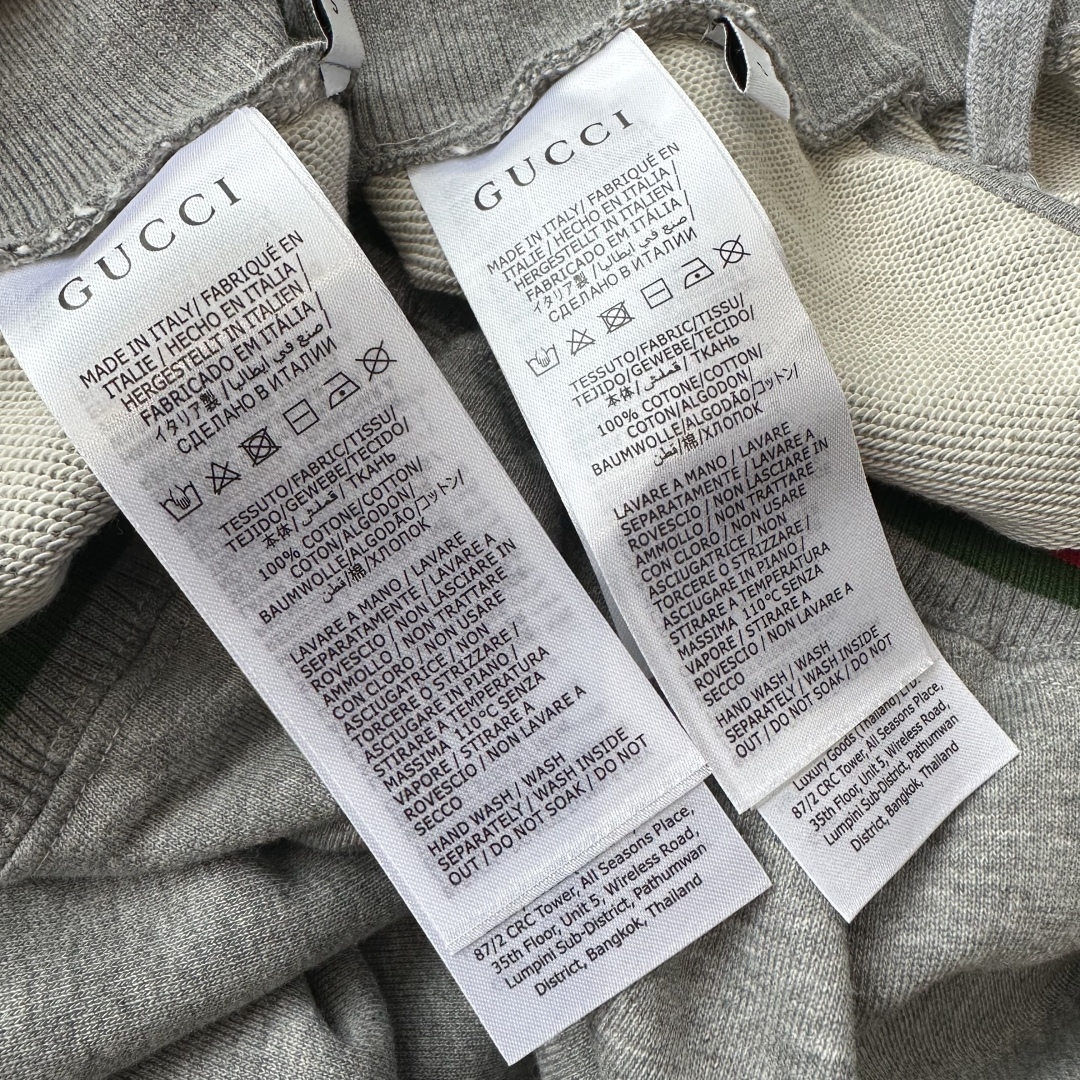 GUCCI
MADE IN ITALY/ FABRIQUÉ EN
ITALIE / HECHO EN ITALIA/
HERGESTELLT IN ITALIEN/
FABRICADO EM ITÁLIA/
イタリア製/ صنع في ايطاليا/
СДЕЛАНО В ИТАЛИИ
TESSUTO/FABRIC/TISSU/
TEJIDO/GEWEBE/TECIDO/
本体/ قماش / ТКАНЬ
100% COTONE/COTTON/
COTON/ALGODON/
BAUMWOLLE/ALGODÃO/コットン/
قطن/棉/ХЛОПОК
LAVARE A MANO / LAVARE
SEPARATAMENTE / LAVARE A
ROVESCIO / NON LASCIARE IN
AMMOLLO / NON TRATTARE
CON CLORO / NON USARE
ASCIUGATRICE / NON
TORCERE O STRIZZARE /
ASCIUGARE IN PIANO /
STIRARE A TEMPERATURA
MASSIMA 110°C SENZA
VAPORE / STIRARE A
ROVESCIO / NON LAVARE A
SECCO
HAND WASH / WASH
SEPARATELY / WASH INSIDE
OUT / DO NOT SOAK / DO NOT
87/2 CRC Tower, All Seasons Place,
35th Floor, Unit 5, Wireless Road,
Lumpini Sub-District, Pathumwan
District, Bangkok, Thailand
GUCCI
MADE IN ITALY/ FABRIQUÉ EN
ITALIE / HECHO EN ITALIA/
HERGESTELLT IN ITALIEN/
FABRICADO EM ITÁLIA/
イタリア製/ صنع في ايطاليا/
СДЕЛАНО В ИТАЛИИ
TESSUTO/FABRIC/TISSU/
TEJIDO/GEWEBE/TECIDO/
本体/ قماش / ТКАНЬ
100% COTONE/COTTON/
COTON/ALGODON/
BAUMWOLLE/ALGODÃO/コットン/
قطن/棉/ХЛОПОК
LAVARE A MANO / LAVARE
SEPARATAMENTE / LAVARE A
ROVESCIO / NON LASCIARE IN
AMMOLLO / NON TRATTARE
CON CLORO / NON USARE
ASCIUGATRICE / NON
TORCERE O STRIZZARE /
ASCIUGARE IN PIANO /
STIRARE A TEMPERATURA
MASSIMA 110°C SENZA
VAPORE / STIRARE A
ROVESCIO / NON LAVARE A
SECCO
HAND WASH / WASH
SEPARATELY / WASH INSIDE
OUT / DO NOT SOAK / DO NOT
Luxury Goods (Thailand) LTD.
87/2 CRC Tower, All Seasons Place,
35th Floor, Unit 5, Wireless Road,
Lumpini Sub-District, Pathumwan
District, Bangkok, Thailand